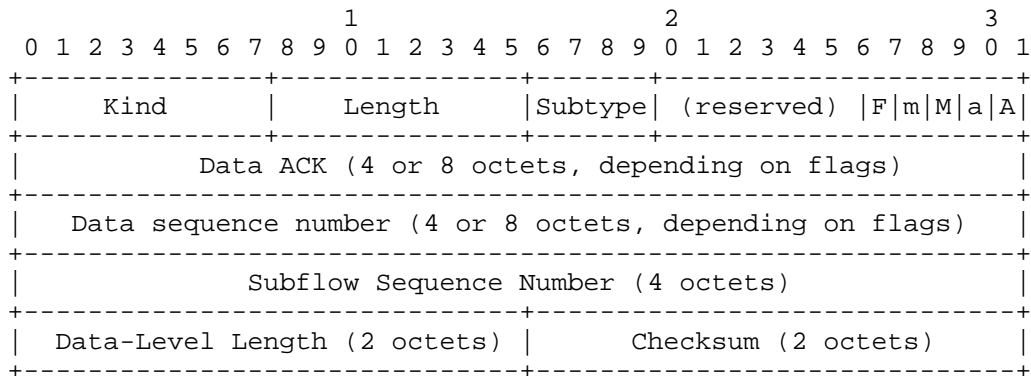 1                   2                   3
 0 1 2 3 4 5 6 7 8 9 0 1 2 3 4 5 6 7 8 9 0 1 2 3 4 5 6 7 8 9 0 1
+---------------+---------------+-------+----------------------+
|     Kind      |    Length     |Subtype| (reserved) |F|m|M|a|A|
+---------------+---------------+-------+----------------------+
|           Data ACK (4 or 8 octets, depending on flags)       |
+--------------------------------------------------------------+
|   Data sequence number (4 or 8 octets, depending on flags)   |
+--------------------------------------------------------------+
|              Subflow Sequence Number (4 octets)              |
+-------------------------------+------------------------------+
|  Data-Level Length (2 octets) |      Checksum (2 octets)     |
+-------------------------------+------------------------------+